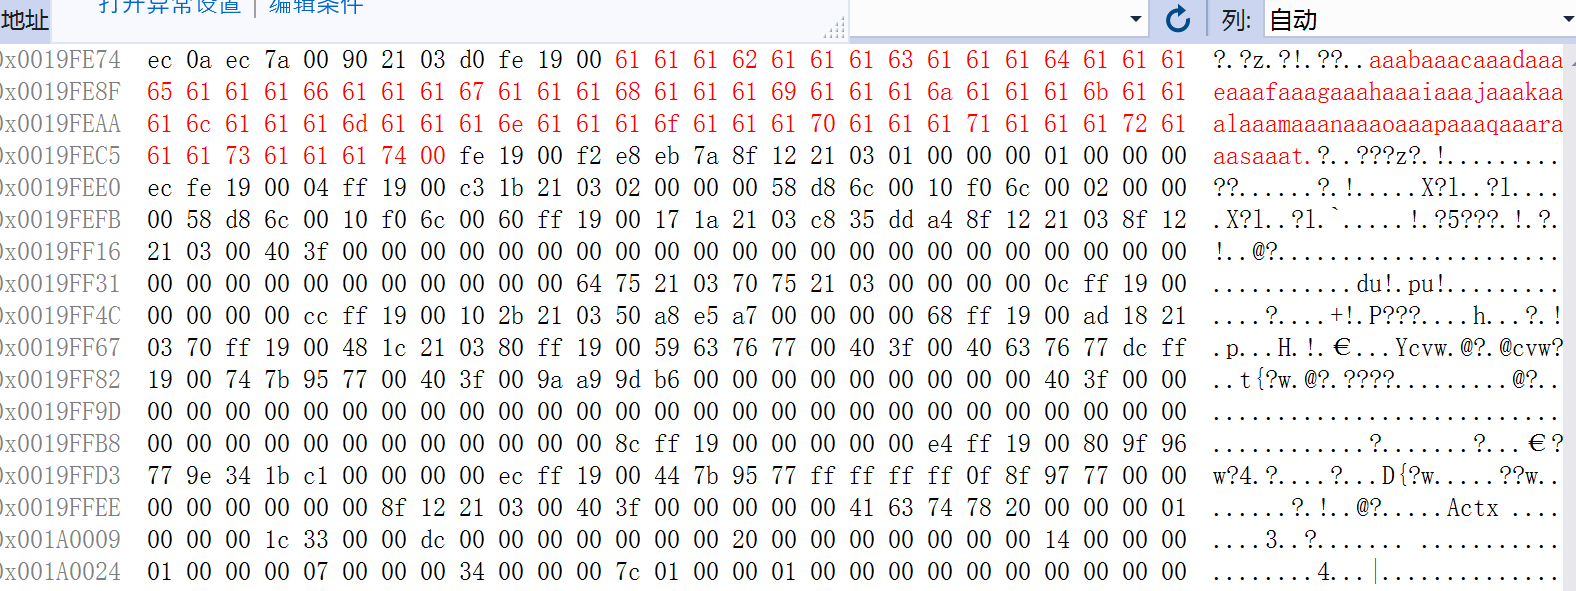 打开异常设置 | 编辑条件
地址 列: 自动
0x0019FE74 ec 0a ec 7a 00 90 21 03 d0 fe 19 00 61 61 61 62 61 61 61 63 61 61 61 64 61 61 61 ?.?z.?!.??..aaabaaacaaadaaa
0x0019FE8F 65 61 61 61 66 61 61 61 67 61 61 61 68 61 61 61 69 61 61 61 6a 61 61 61 6b 61 61 eaaafaaagaaahaaaiaaajaaakaa
0x0019FEAA 61 6c 61 61 61 6d 61 61 61 6e 61 61 61 6f 61 61 61 70 61 61 61 71 61 61 61 72 61 alaaamaaanaaaoaaapaaaqaaara
0x0019FEC5 61 61 73 61 61 61 74 00 fe 19 00 f2 e8 eb 7a 8f 12 21 03 01 00 00 00 01 00 00 00 aasaaat.?..???z?.!.........
0x0019FEE0 ec fe 19 00 04 ff 19 00 c3 1b 21 03 02 00 00 00 58 d8 6c 00 10 f0 6c 00 02 00 00 ??......?.!.....X?l..?l....
0x0019FEFB 00 58 d8 6c 00 10 f0 6c 00 60 ff 19 00 17 1a 21 03 c8 35 dd a4 8f 12 21 03 8f 12 .X?l..?l.`.....!.?5???.!.?.
0x0019FF16 21 03 00 40 3f 00 00 00 00 00 00 00 00 00 00 00 00 00 00 00 00 00 00 00 00 00 00 !..@?......................
0x0019FF31 00 00 00 00 00 00 00 00 00 00 00 64 75 21 03 70 75 21 03 00 00 00 00 0c ff 19 00 ...........du!.pu!.........
0x0019FF4C 00 00 00 00 cc ff 19 00 10 2b 21 03 50 a8 e5 a7 00 00 00 00 68 ff 19 00 ad 18 21 ....?....+!.P???....h...?.!
0x0019FF67 03 70 ff 19 00 48 1c 21 03 80 ff 19 00 59 63 76 77 00 40 3f 00 40 63 76 77 dc ff .p...H.!.€...Ycvw.@?.@cvw?
0x0019FF82 19 00 74 7b 95 77 00 40 3f 00 9a a9 9d b6 00 00 00 00 00 00 00 00 00 40 3f 00 00 ..t{?w.@?.????.........@?..
0x0019FF9D 00 00 00 00 00 00 00 00 00 00 00 00 00 00 00 00 00 00 00 00 00 00 00 00 00 00 00 ...........................
0x0019FFB8 00 00 00 00 00 00 00 00 00 00 00 00 8c ff 19 00 00 00 00 00 e4 ff 19 00 80 9f 96 ............?.......?...€?
0x0019FFD3 77 9e 34 1b c1 00 00 00 00 ec ff 19 00 44 7b 95 77 ff ff ff ff 0f 8f 97 77 00 00 w?4.?....?...D{?w.....??w..
0x0019FFEE 00 00 00 00 00 00 8f 12 21 03 00 40 3f 00 00 00 00 00 41 63 74 78 20 00 00 00 01 ......?.!..@?.....Actx ....
0x001A0009 00 00 00 1c 33 00 00 dc 00 00 00 00 00 00 00 20 00 00 00 00 00 00 00 14 00 00 00 ....3..?....... ...........
0x001A0024 01 00 00 00 07 00 00 00 34 00 00 00 7c 01 00 00 01 00 00 00 00 00 00 00 00 00 00 ........4...|..............